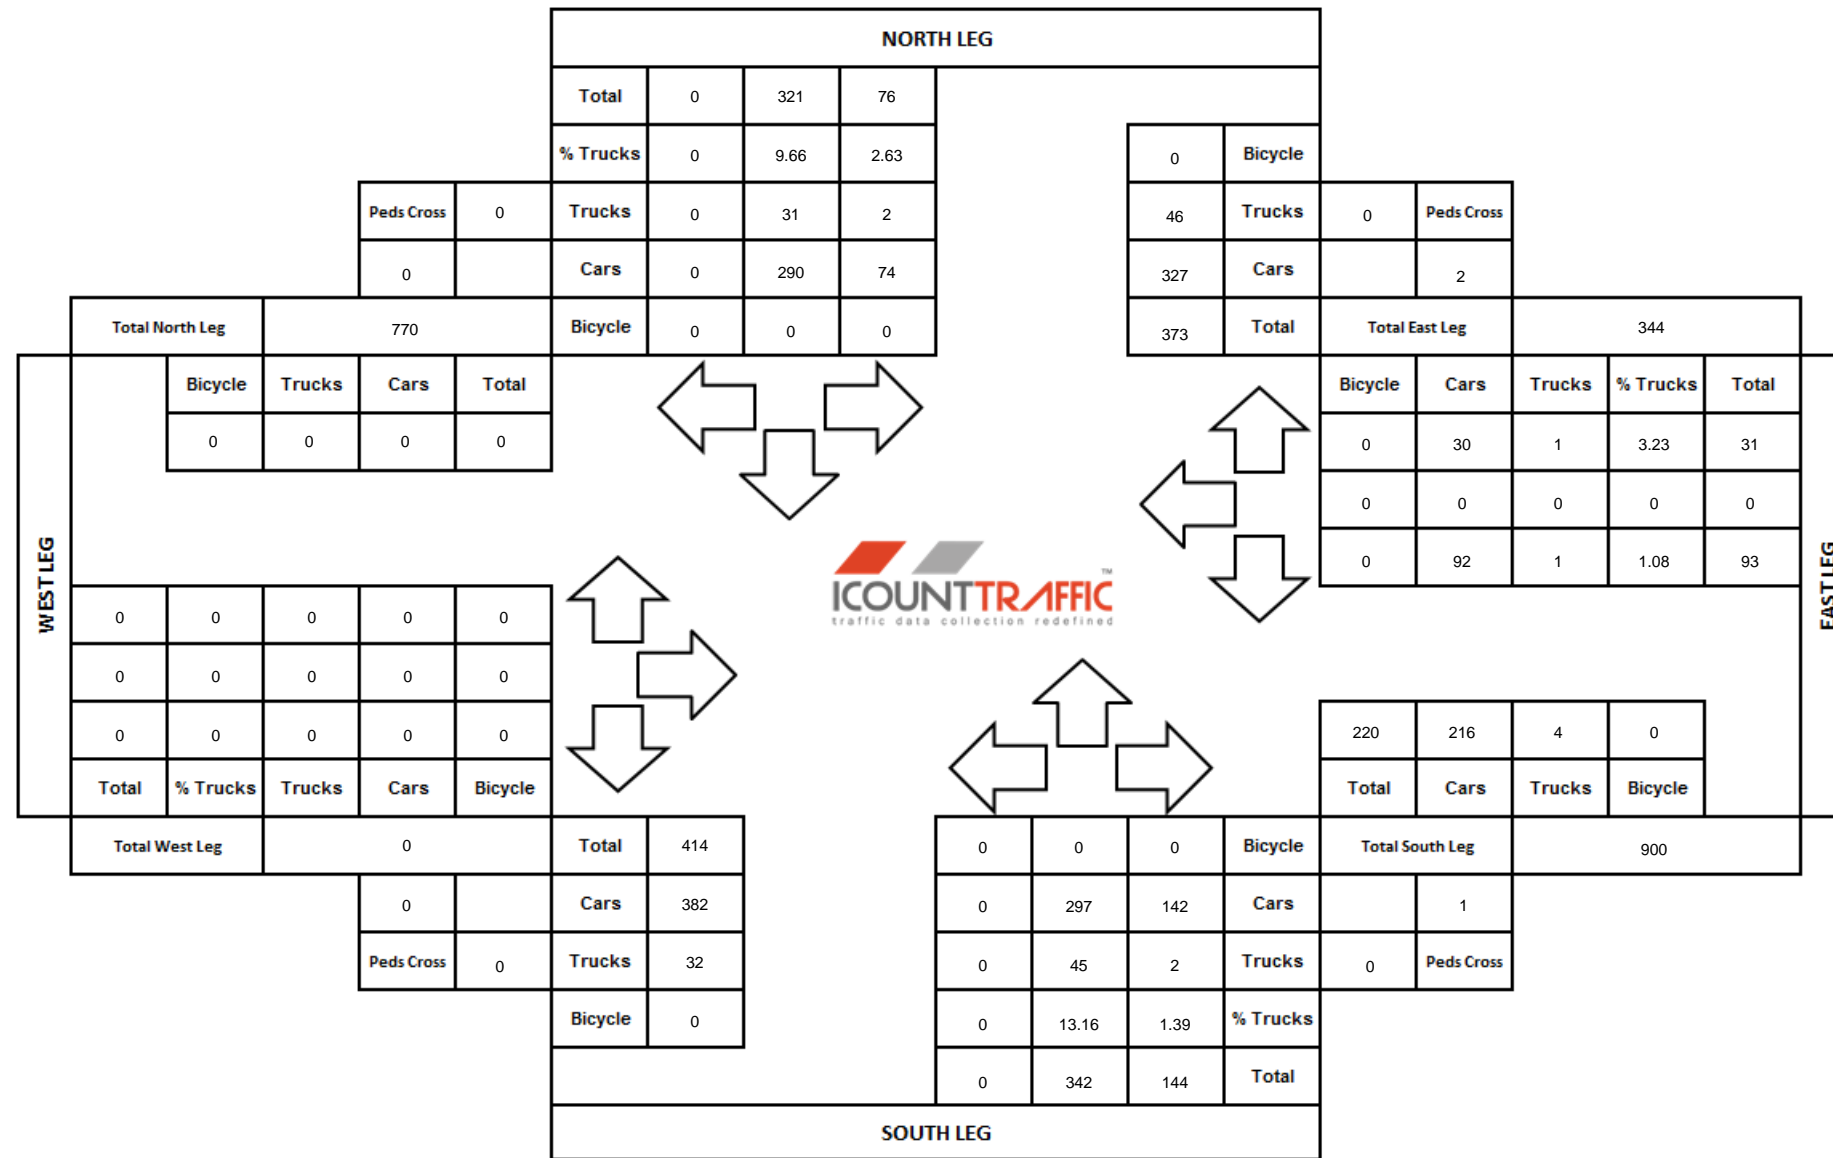 NORTH LEG
Total 0 321 76
% Trucks 0 9.66 2.63 0 Bicycle
Peds Cross 0 Trucks 0 31 2 46 Trucks 0 Peds Cross
0 Cars 0 290 74 327 Cars 2
Total North Leg 770 Bicycle 0 0 0 373 Total Total East Leg 344
Bicycle Trucks Cars Total Bicycle Cars Trucks % Trucks Total
0 0 0 0 0 30 1 3.23 31
0 0 0 0 0
0 92 1 1.08 93
WEST LEG
EAST LEG
ICOUNTTRAFFIC™
traffic data collection redefined
0 0 0 0 0
0 0 0 0 0
0 0 0 0 0 220 216 4 0
Total % Trucks Trucks Cars Bicycle Total Cars Trucks Bicycle
Total West Leg 0 Total 414 0 0 0 Bicycle Total South Leg 900
0 Cars 382 0 297 142 Cars 1
Peds Cross 0 Trucks 32 0 45 2 Trucks 0 Peds Cross
Bicycle 0 0 13.16 1.39 % Trucks
0 342 144 Total
SOUTH LEG